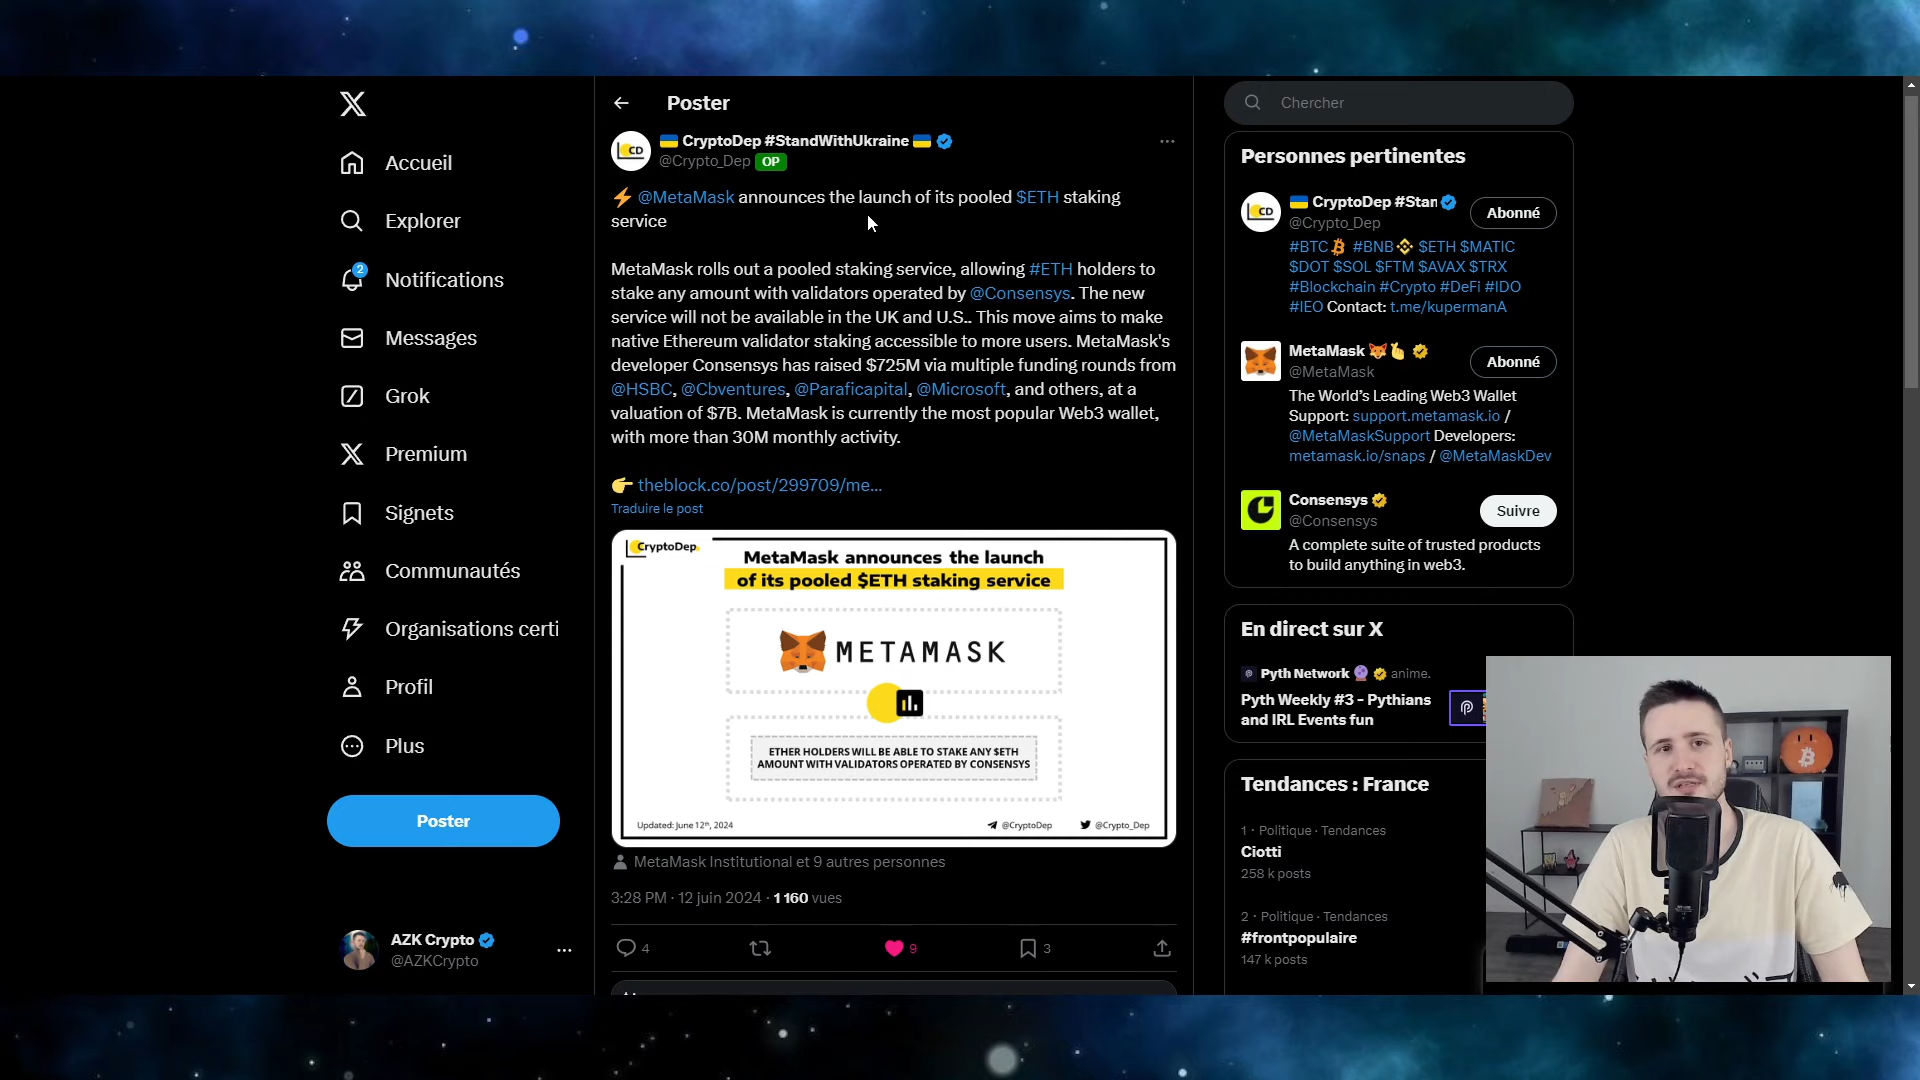 Accueil
Explorer
2
Notifications
Messages
Grok
Premium
Signets
Communautés
Organisations certi
Profil
Plus
Poster
AZK Crypto
@AZKCrypto
Poster
CryptoDep #StandWithUkraine
@Crypto_Dep OP
@MetaMask announces the launch of its pooled $ETH staking
service
MetaMask rolls out a pooled staking service, allowing #ETH holders to
stake any amount with validators operated by @Consensys. The new
service will not be available in the UK and U.S.. This move aims to make
native Ethereum validator staking accessible to more users. MetaMask's
developer Consensys has raised $725M via multiple funding rounds from
@HSBC, @Cbventures, @Paraficapital, @Microsoft, and others, at a
valuation of $7B. MetaMask is currently the most popular Web3 wallet,
with more than 30M monthly activity.
theblock.co/post/299709/me...
Traduire le post
CryptoDep
MetaMask announces the launch
of its pooled $ETH staking service
METAMASK
ETHER HOLDERS WILL BE ABLE TO STAKE ANY $ETH
AMOUNT WITH VALIDATORS OPERATED BY CONSENSYS
Updated: June 12th, 2024
@CryptoDep
@Crypto_Dep
MetaMask Institutional et 9 autres personnes
3:28 PM · 12 juin 2024 · 1 160 vues
4
9
3
Chercher
Personnes pertinentes
CD
CryptoDep #Stan
@Crypto_Dep
Abonné
#BTC #BNB $ETH $MATIC
$DOT $SOL $FTM $AVAX $TRX
#Blockchain #Crypto #DeFi #IDO
#IEO Contact: t.me/kupermanA
MetaMask
@MetaMask
Abonné
The World’s Leading Web3 Wallet
Support: support.metamask.io /
@MetaMaskSupport Developers:
metamask.io/snaps / @MetaMaskDev
Consensys
@Consensys
Suivre
A complete suite of trusted products
to build anything in web3.
En direct sur X
Pyth Network anime.
Pyth Weekly #3 - Pythians
and IRL Events fun
Tendances : France
1 · Politique · Tendances
Ciotti
258 k posts
2 · Politique · Tendances
#frontpopulaire
147 k posts